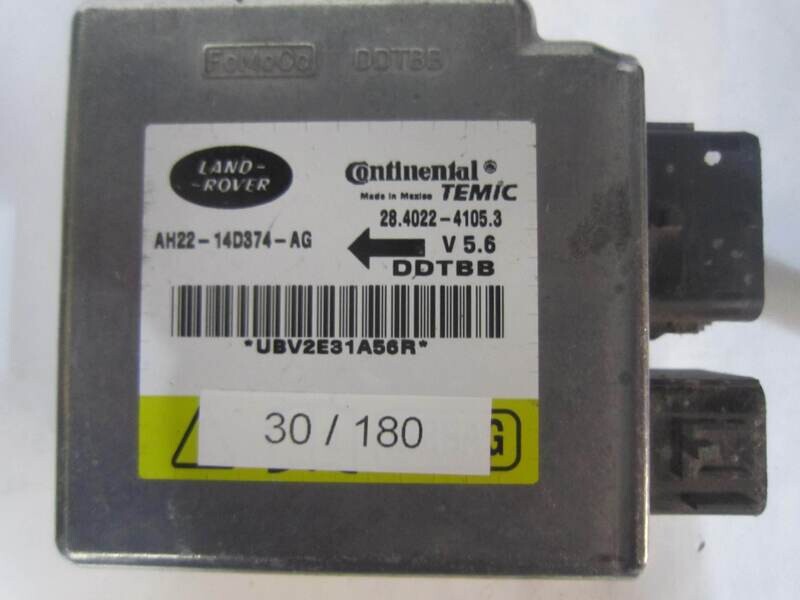 FoMoCo DDTBB
LAND-
-ROVER
Continental
Made in Mexico TEMIC
28.4022-4105.3
AH22-14D374-AG
V 5.6
DDTBB
*UBV2E31A56R*
30 / 180